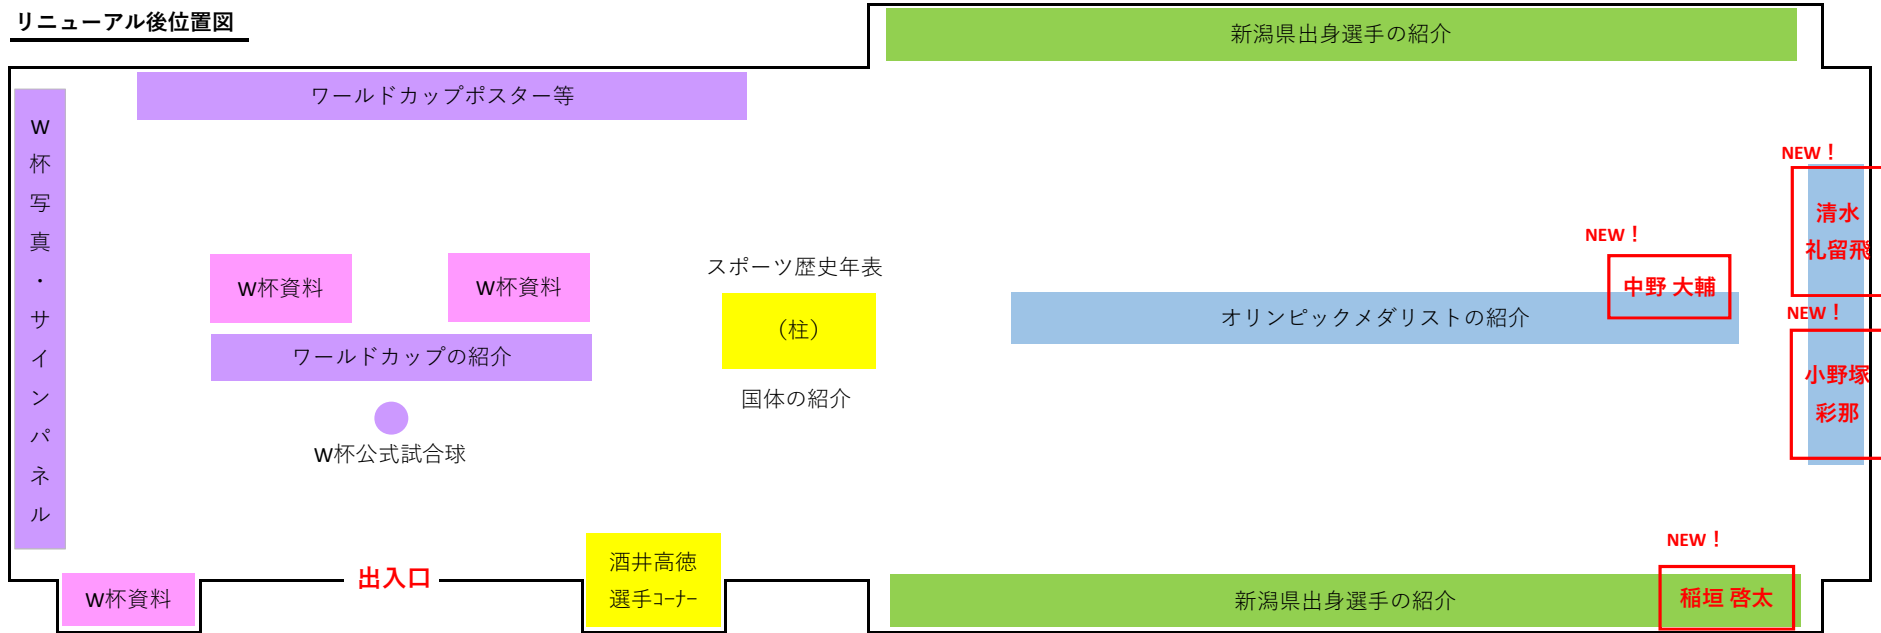 リニューアル後位置図
新潟県出身選手の紹介
ワールドカップポスター等
W杯写真・サインパネル
NEW！
清水
礼留飛
NEW！
中野 大輔
スポーツ歴史年表
W杯資料
W杯資料
（柱）
オリンピックメダリストの紹介
NEW！
小野塚
彩那
ワールドカップの紹介
国体の紹介
W杯公式試合球
NEW！
酒井高徳
選手ｺｰﾅｰ
出入口
W杯資料
新潟県出身選手の紹介
稲垣 啓太